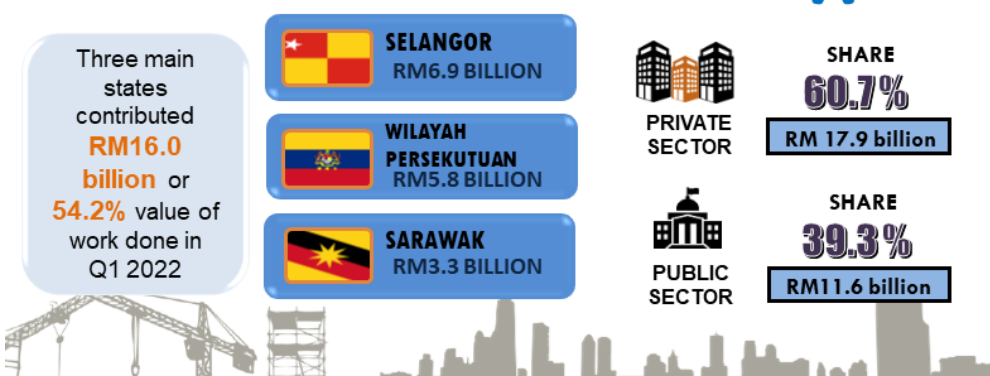 Three main
states
contributed
RM16.0
billion or
54.2% value of
work done in
Q1 2022
SELANGOR
RM6.9 BILLION
WILAYAH
PERSEKUTUAN
RM5.8 BILLION
SARAWAK
RM3.3 BILLION
PRIVATE
SECTOR
SHARE
60.7%
RM 17.9 billion
PUBLIC
SECTOR
SHARE
39.3%
RM11.6 billion